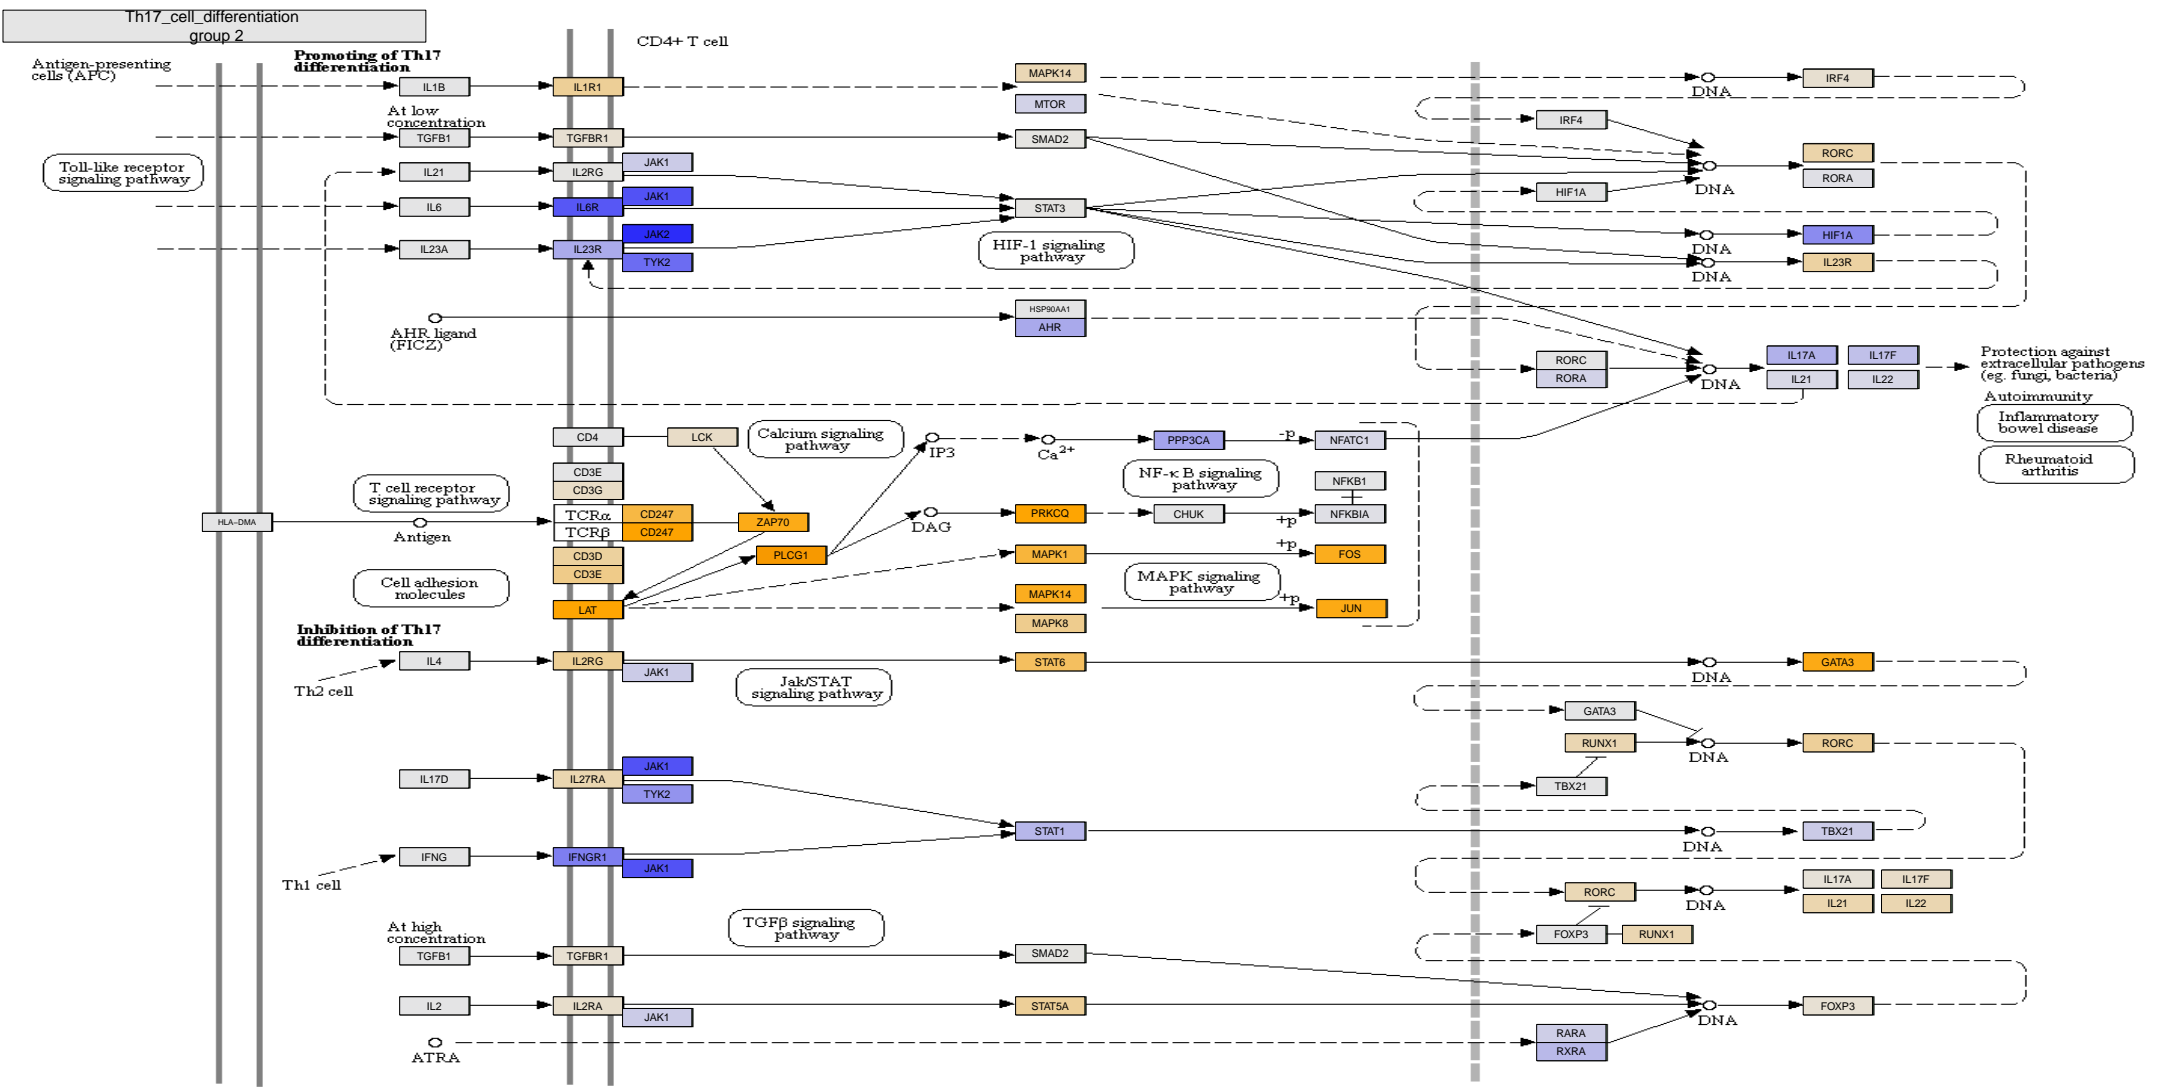 Th17_cell_differentiation
group 2
CD4+ T cell
Antigen-presenting
cells (APC)
Promoting of Th17
differentiation
IL1B
IL1R1
MAPK14
MTOR
DNA
IRF4
At low
concentration
TGFB1
TGFBR1
SMAD2
IRF4
Toll-like receptor
signaling pathway
IL21
IL2RG
JAK1
DNA
RORC
RORA
IL6
IL6R
JAK1
STAT3
HIF1A
IL23A
IL23R
JAK2
TYK2
HIF-1 signaling
pathway
DNA
HIF1A
DNA
IL23R
AHR ligand
(FICZ)
HSP90AA1
AHR
RORC
RORA
DNA
IL17A
IL17F
IL21
IL22
Protection against
extracellular pathogens
(eg. fungi, bacteria)
Autoimmunity
Inflammatory
bowel disease
Rheumatoid
arthritis
CD4
LCK
Calcium signaling
pathway
IP3
Ca2+
PPP3CA
-p
NFATC1
CD3E
CD3G
T cell receptor
signaling pathway
NF-κ B signaling
pathway
NFKB1
HLA-DMA
Antigen
TCRα
CD247
TCRβ
CD247
ZAP70
DAG
PRKCQ
CHUK
+p
NFKBIA
CD3D
CD3E
PLCG1
MAPK1
+p
FOS
Cell adhesion
molecules
LAT
MAPK14
MAPK8
MAPK signaling
pathway
+p
JUN
Inhibition of Th17
differentiation
IL4
Th2 cell
IL2RG
JAK1
Jak/STAT
signaling pathway
STAT6
DNA
GATA3
GATA3
RUNX1
DNA
RORC
TBX21
IL17D
IL27RA
JAK1
TYK2
STAT1
DNA
TBX21
IFNG
Th1 cell
IFNGR1
JAK1
RORC
DNA
IL17A
IL17F
IL21
IL22
FOXP3
RUNX1
At high
concentration
TGFB1
TGFBR1
TGFβ signaling
pathway
SMAD2
IL2
IL2RA
JAK1
STAT5A
DNA
FOXP3
ATRA
RARA
RXRA